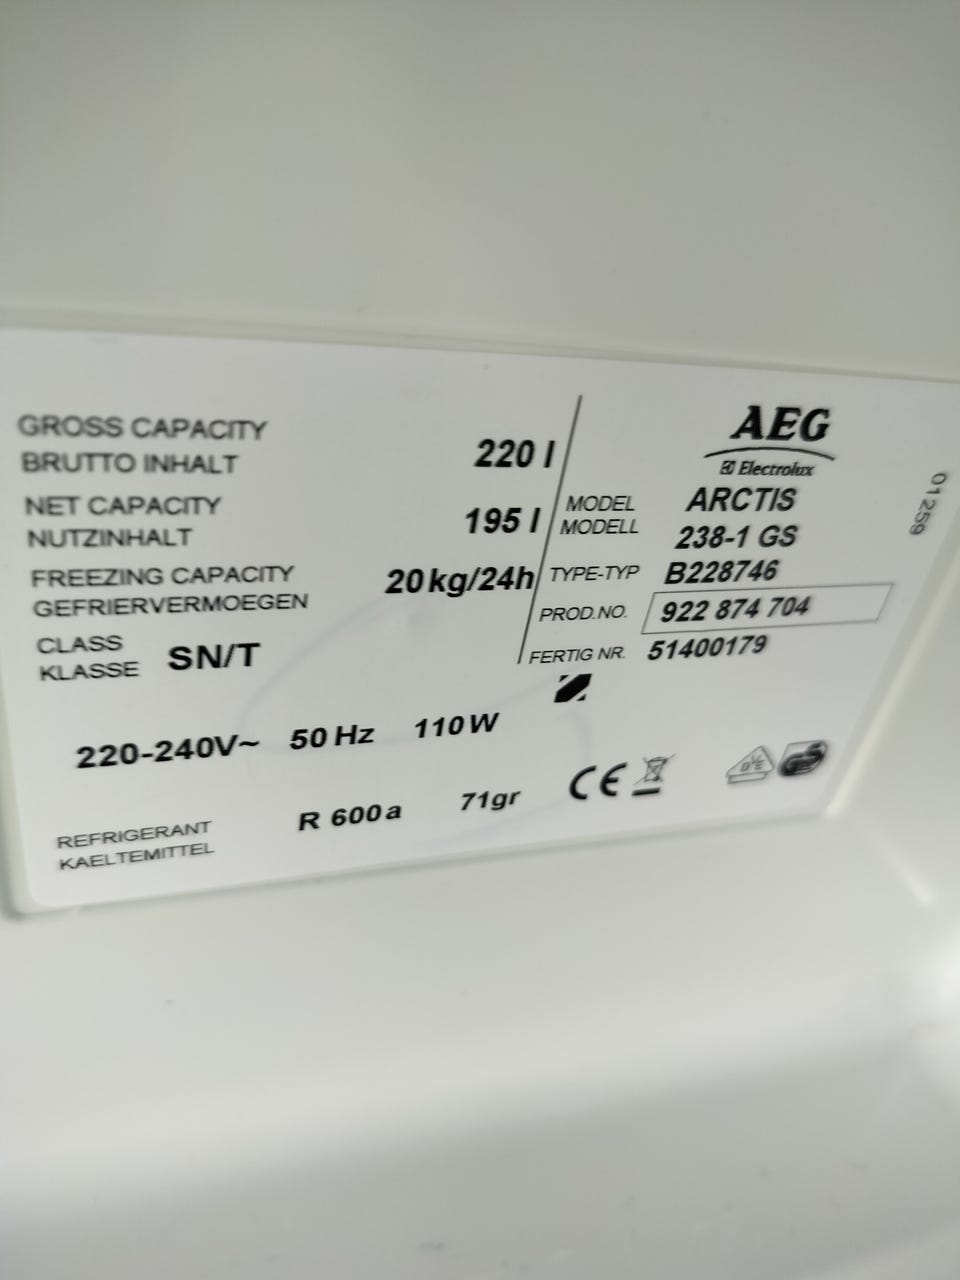 GROSS CAPACITY
BRUTTO INHALT
220 l
NET CAPACITY
NUTZINHALT
195 l
FREEZING CAPACITY
GEFRIERVERMOEGEN
20 kg/24h
CLASS
KLASSE
SN/T
220-240V~ 50 Hz 110 W
REFRIGERANT
KAELTEMITTEL
R 600 a 71gr
AEG
Electrolux
MODEL
MODELL
ARCTIS
238-1 GS
TYPE-TYP B228746
PROD.NO. 922 874 704
FERTIG NR. 51400179
CE
VDE
GS
01259